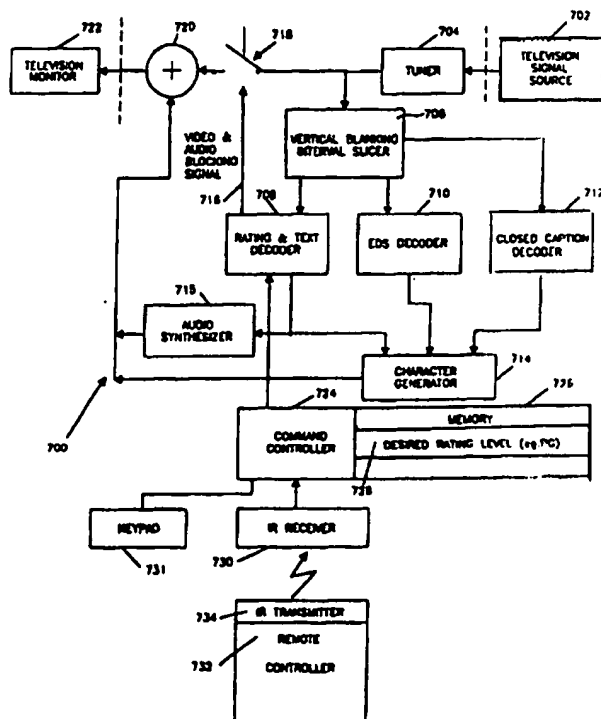 722
720
718
704
702
TELEVISION
MONITOR
+
TUNER
TELEVISION
SIGNAL
SOURCE
706
VERTICAL BLANKING
INTERVAL SLICER
VIDEO &
AUDIO
BLOCKING
SIGNAL
716
708
710
712
RATING & TEXT
DECODER
EDS DECODER
CLOSED CAPTION
DECODER
715
AUDIO
SYNTHESIZER
CHARACTER
GENERATOR
714
724
726
700
COMMAND
CONTROLLER
MEMORY
DESIRED RATING LEVEL (eg.PG)
728
KEYPAD
731
IR RECEIVER
730
734
IR TRANSMITTER
732
REMOTE
CONTROLLER